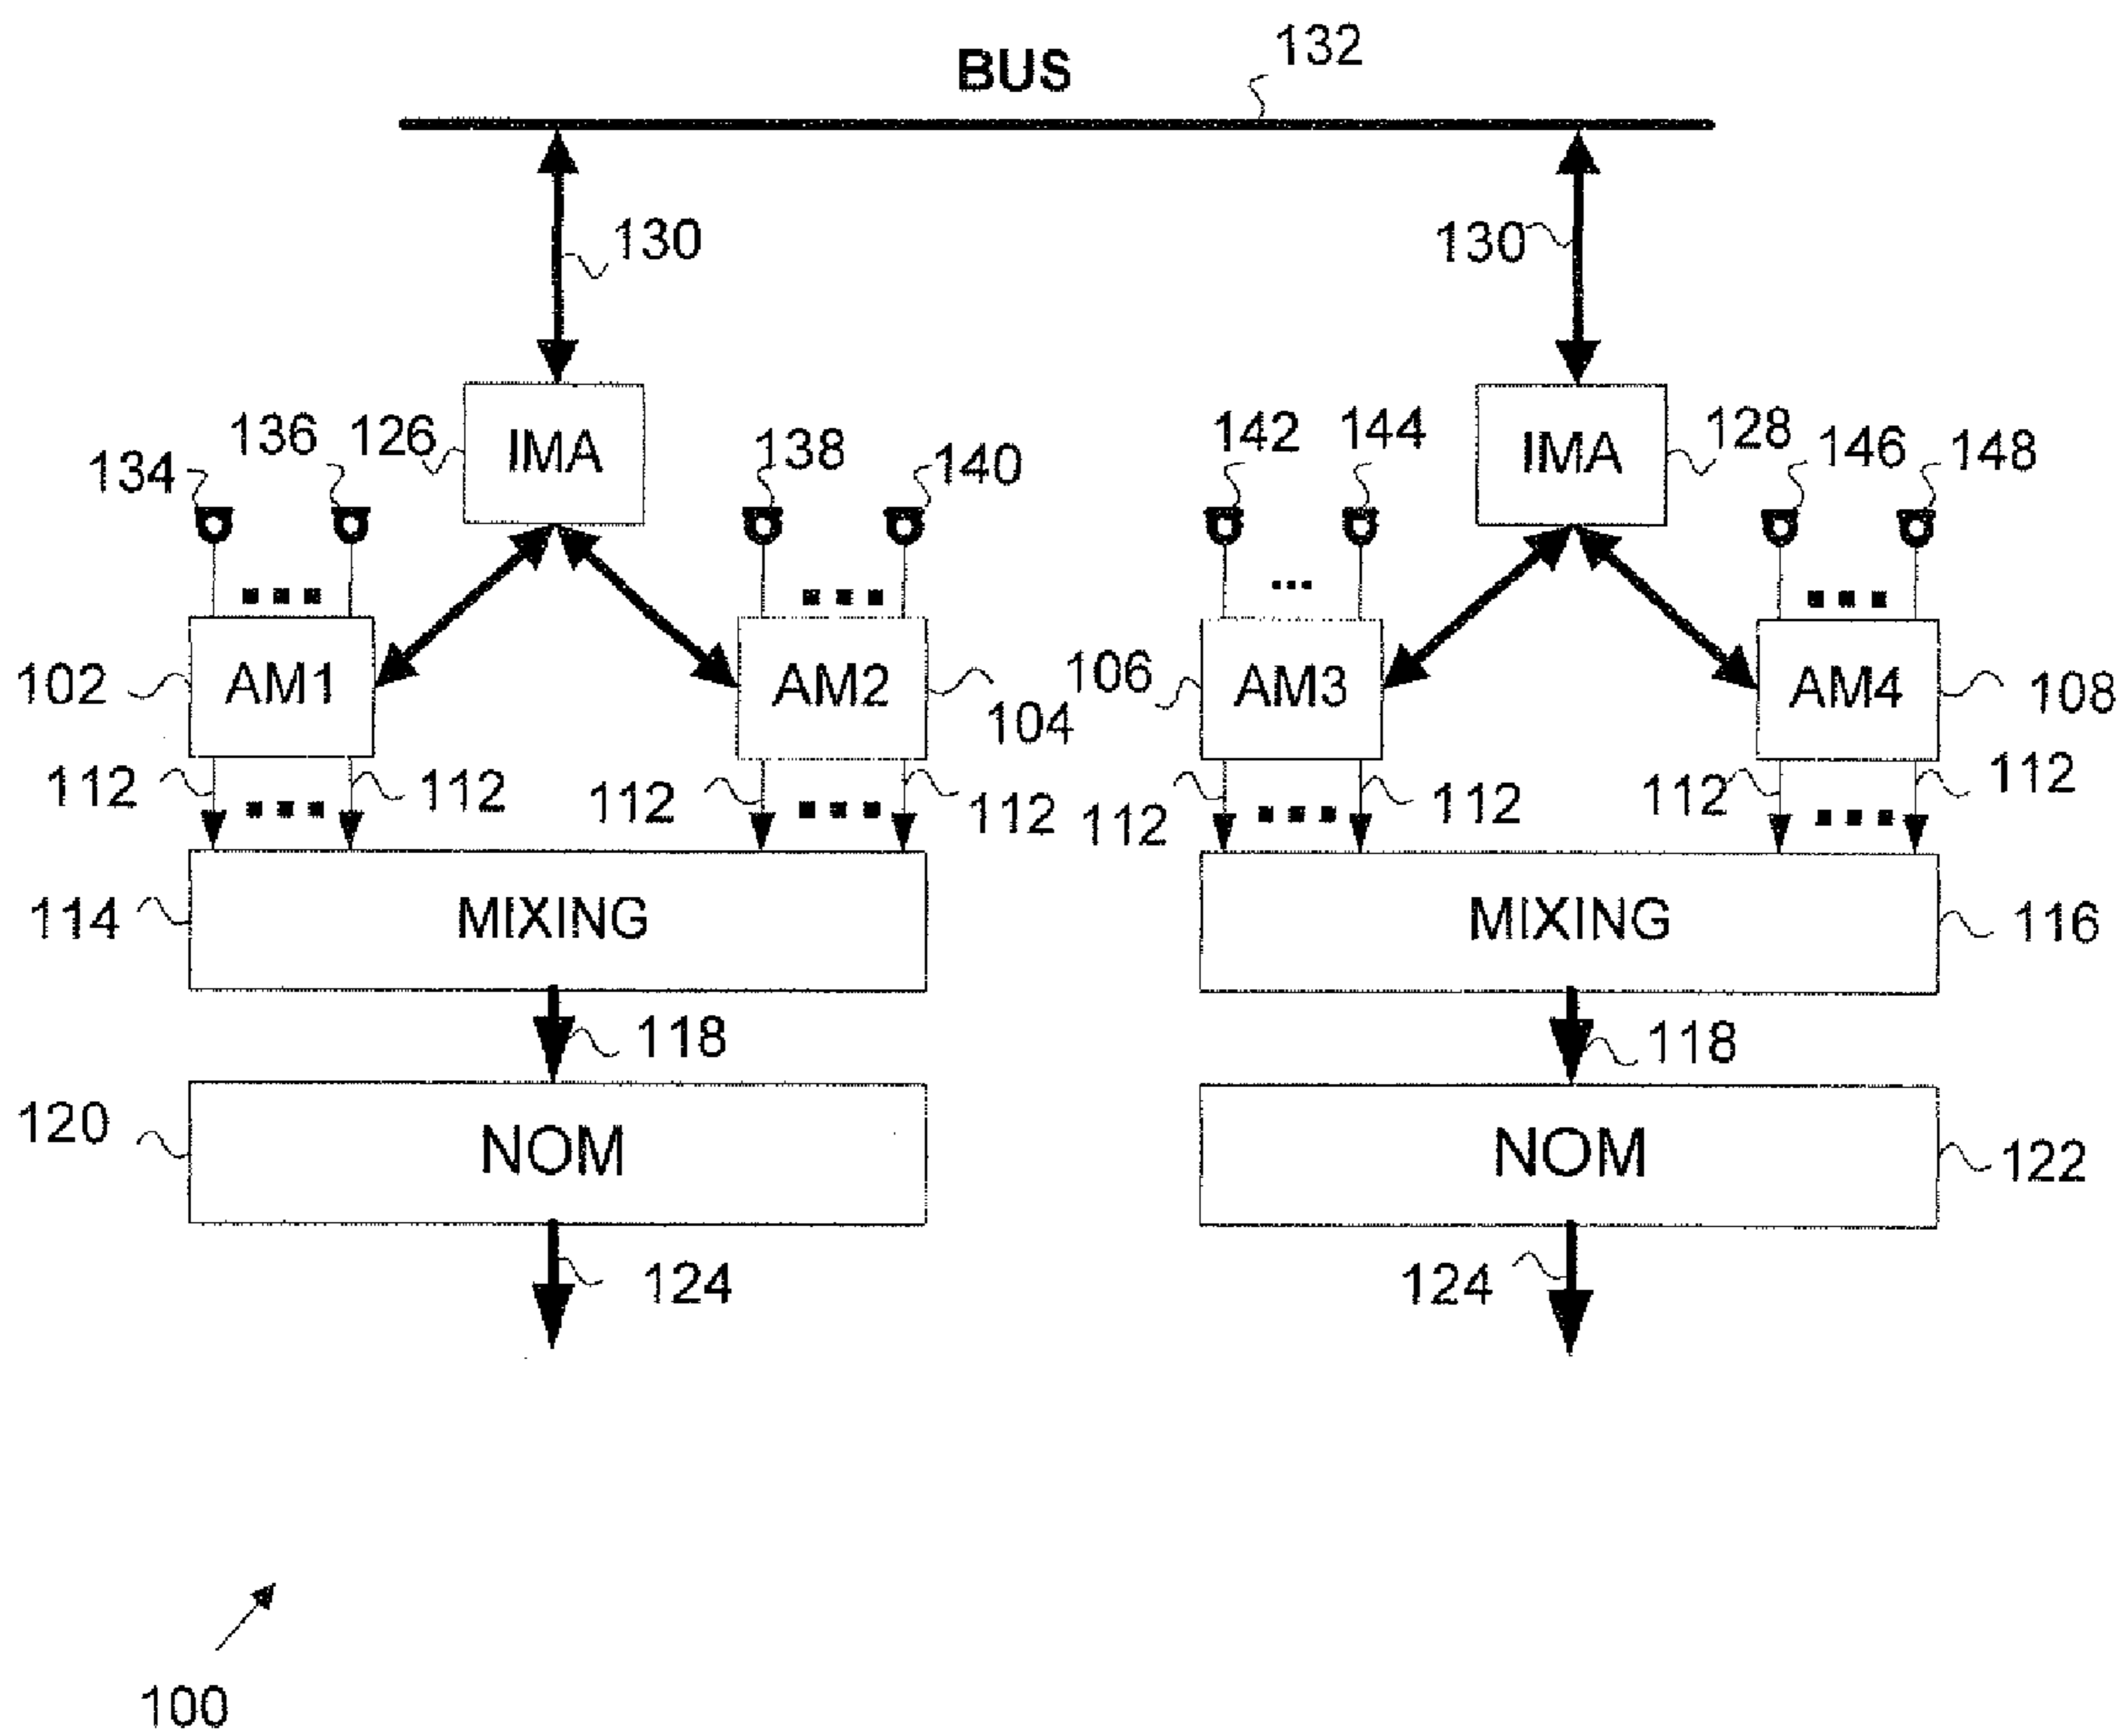 132
BUS
130 130
142 144
136 126 IMA 138 IMA 128 146 148
134 140
102 AM1 AM2 104 106 AM3 AM4 108
112 112 112 112 112 112 112 112
114 MIXING MIXING 116
118 118
120 NOM NOM 122
124 124
100